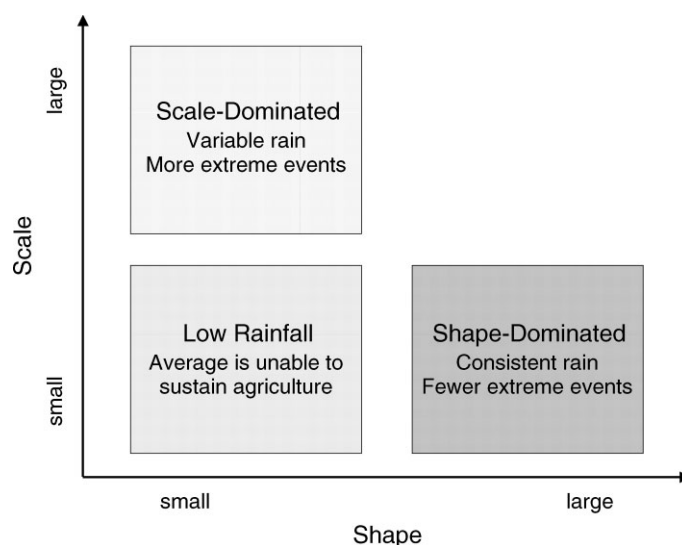 large
Scale
small
Scale-Dominated
Variable rain
More extreme events
Low Rainfall
Average is unable to
sustain agriculture
Shape-Dominated
Consistent rain
Fewer extreme events
small
large
Shape